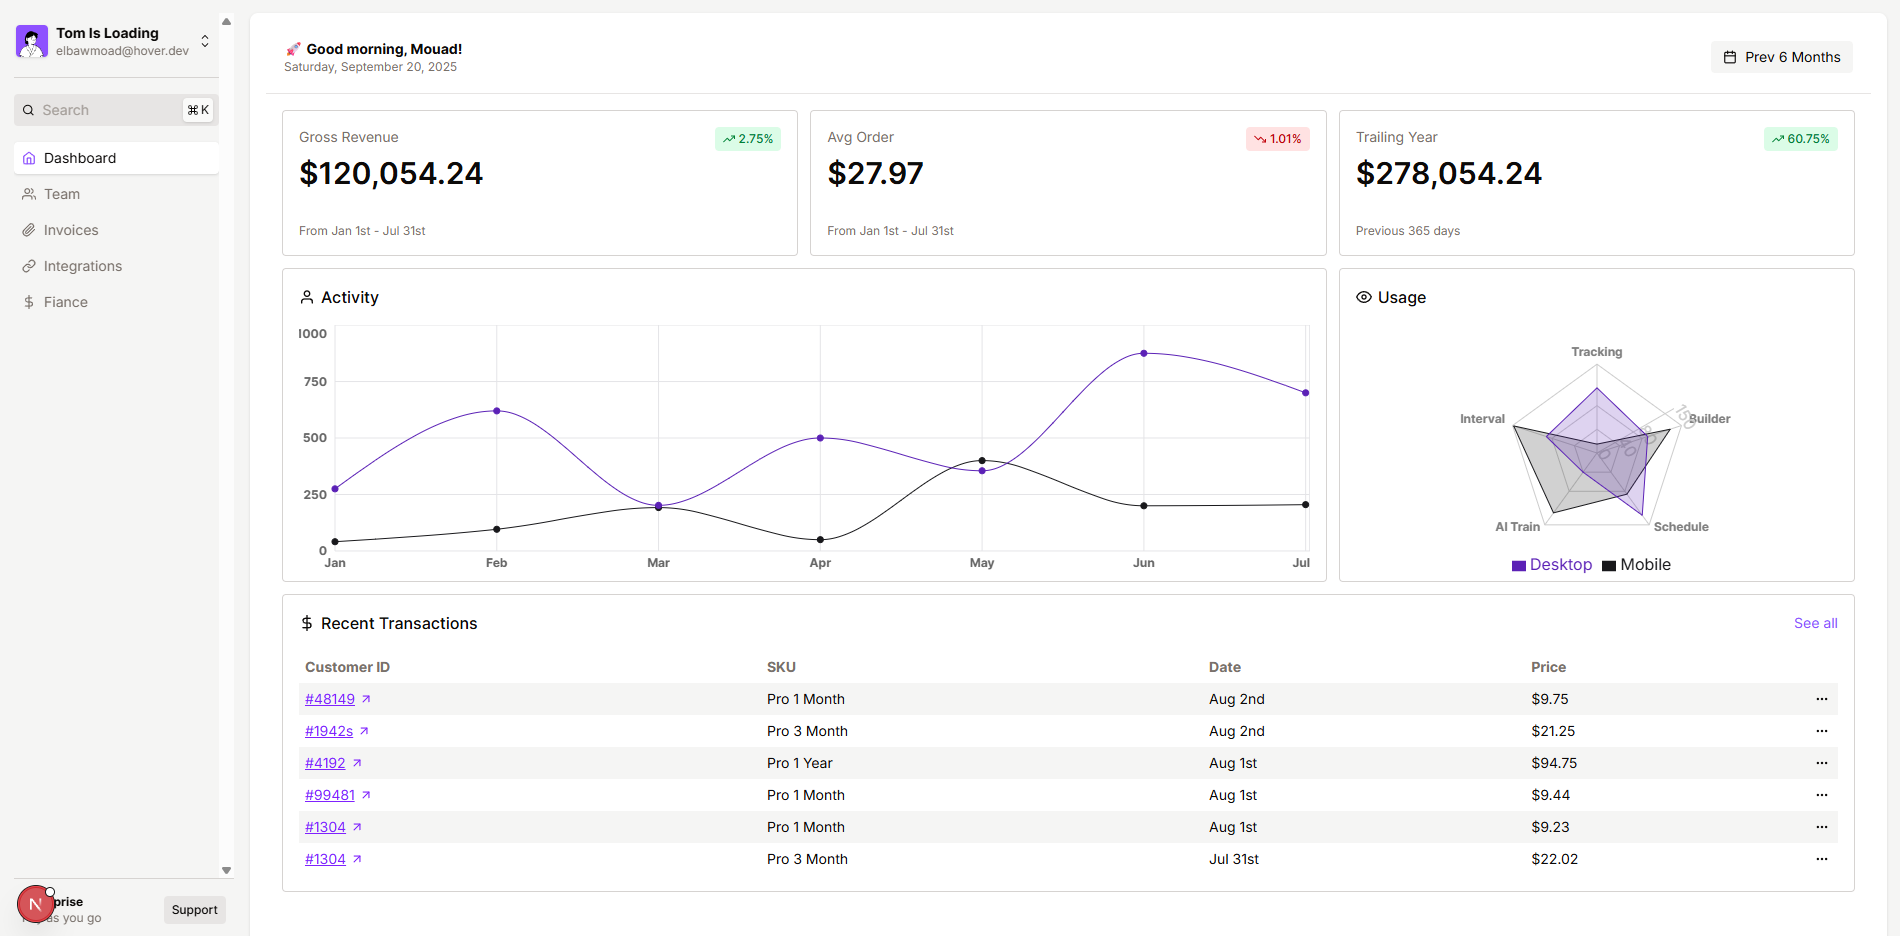 Tom Is Loading
elbawmoad@hover.dev
Search
⌘ K
Dashboard
Team
Invoices
Integrations
Fiance
prise
as you go
Support
🚀 Good morning, Mouad!
Saturday, September 20, 2025
Prev 6 Months
Gross Revenue
2.75%
$120,054.24
From Jan 1st - Jul 31st
Avg Order
1.01%
$27.97
From Jan 1st - Jul 31st
Trailing Year
60.75%
$278,054.24
Previous 365 days
Activity
1000
750
500
250
0
Jan Feb Mar Apr May Jun Jul
Usage
Tracking
Builder
Schedule
AI Train
Interval
0
150
Desktop Mobile
$ Recent Transactions
See all
Customer ID SKU Date Price
#48149 Pro 1 Month Aug 2nd $9.75 ...
#1942s Pro 3 Month Aug 2nd $21.25 ...
#4192 Pro 1 Year Aug 1st $94.75 ...
#99481 Pro 1 Month Aug 1st $9.44 ...
#1304 Pro 1 Month Aug 1st $9.23 ...
#1304 Pro 3 Month Jul 31st $22.02 ...
N